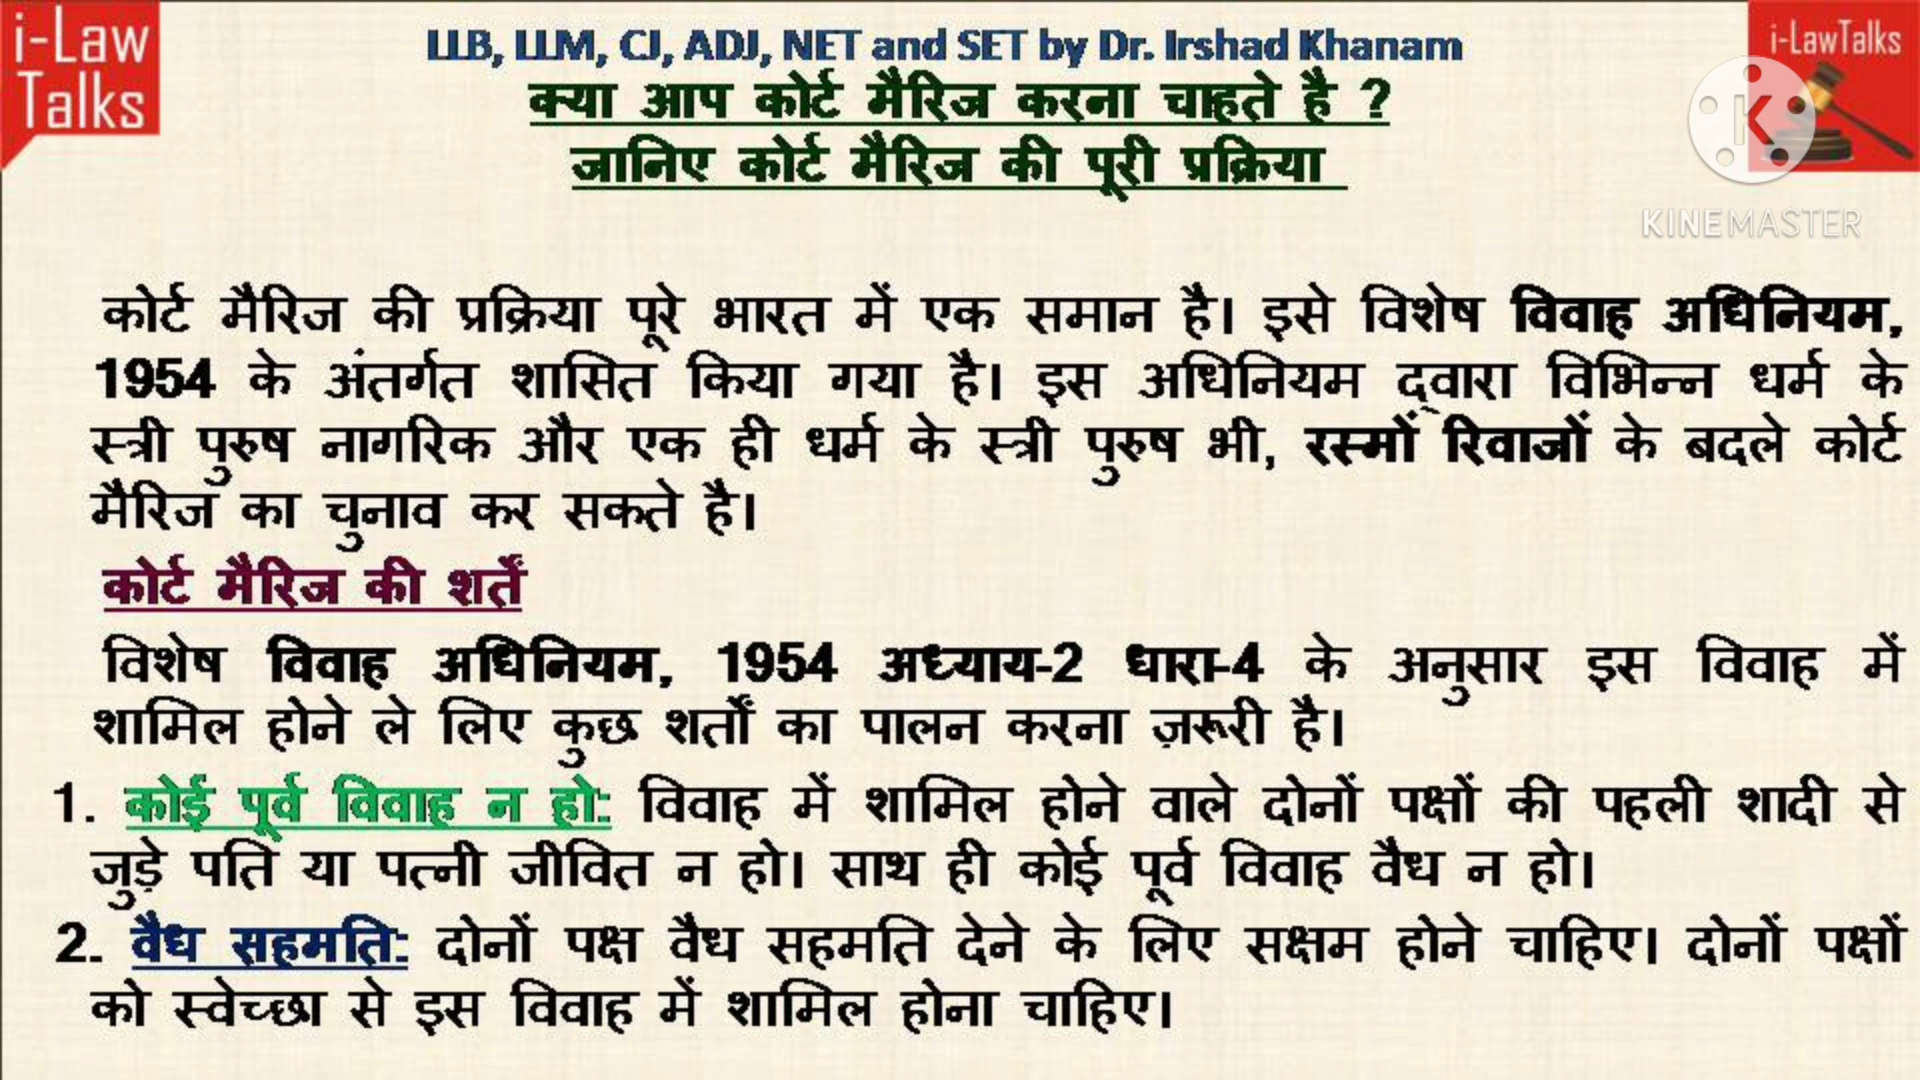 i-Law
Talks
LLB, LLM, CJ, ADJ, NET and SET by Dr. Irshad Khanam
i-LawTalks
K
KINEMASTER
क्या आप कोर्ट मैरिज करना चाहते है ?
जानिए कोर्ट मैरिज की पूरी प्रक्रिया
कोर्ट मैरिज की प्रक्रिया पूरे भारत में एक समान है। इसे विशेष विवाह अधिनियम,
1954 के अंतर्गत शासित किया गया है। इस अधिनियम द्वारा विभिन्न धर्म के
स्त्री पुरुष नागरिक और एक ही धर्म के स्त्री पुरुष भी, रस्मों रिवाजों के बदले कोर्ट
मैरिज का चुनाव कर सकते है।
कोर्ट मैरिज की शर्तें
विशेष विवाह अधिनियम, 1954 अध्याय-2 धारा-4 के अनुसार इस विवाह में
शामिल होने ले लिए कुछ शर्तों का पालन करना ज़रूरी है।
1. कोई पूर्व विवाह न हो: विवाह में शामिल होने वाले दोनों पक्षों की पहली शादी से
जुड़े पति या पत्नी जीवित न हो। साथ ही कोई पूर्व विवाह वैध न हो।
2. वैध सहमति: दोनों पक्ष वैध सहमति देने के लिए सक्षम होने चाहिए। दोनों पक्षों
को स्वेच्छा से इस विवाह में शामिल होना चाहिए।